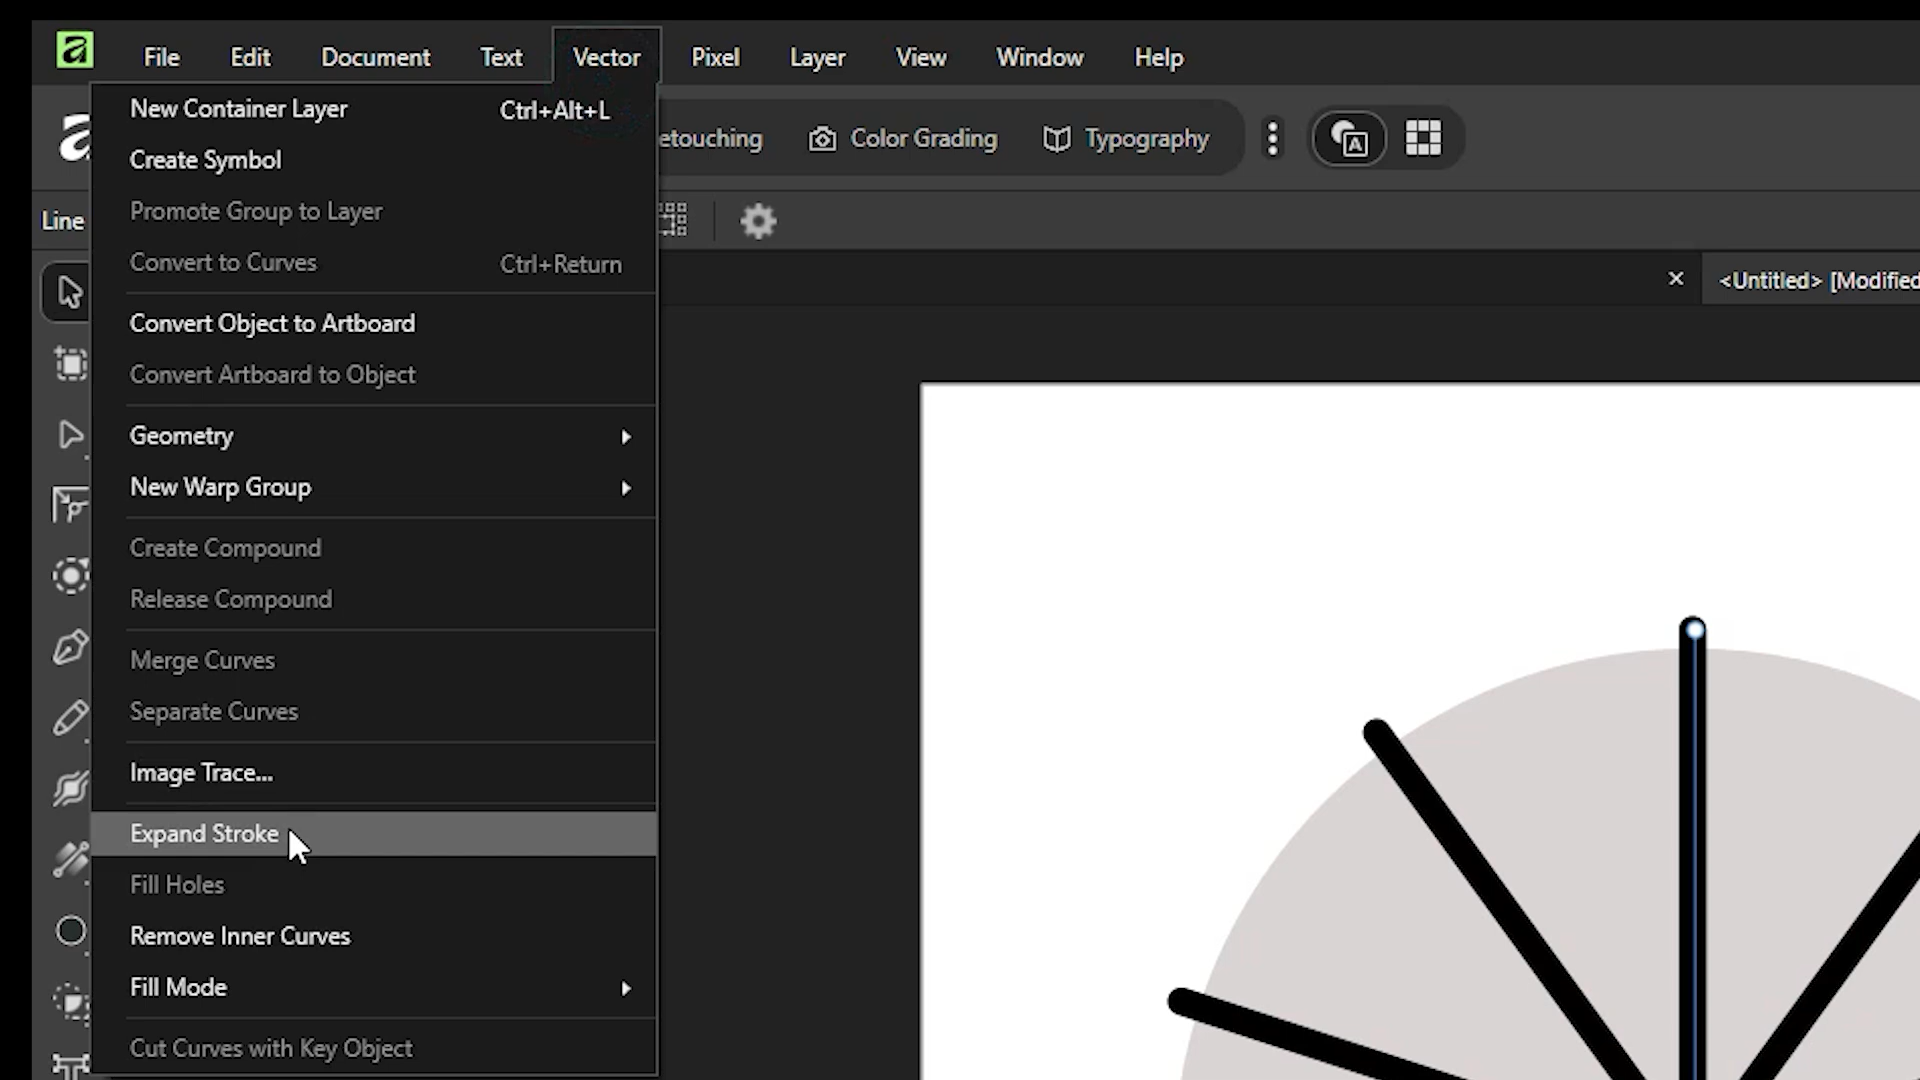 File Edit Document Text Vector Pixel Layer View Window Help
New Container Layer Ctrl+Alt+L
etouching Color Grading Typography
Create Symbol
Promote Group to Layer
Line
Convert to Curves Ctrl+Return
<Untitled> [Modified
Convert Object to Artboard
Convert Artboard to Object
Geometry
New Warp Group
Create Compound
Release Compound
Merge Curves
Separate Curves
Image Trace...
Expand Stroke
Fill Holes
Remove Inner Curves
Fill Mode
Cut Curves with Key Object